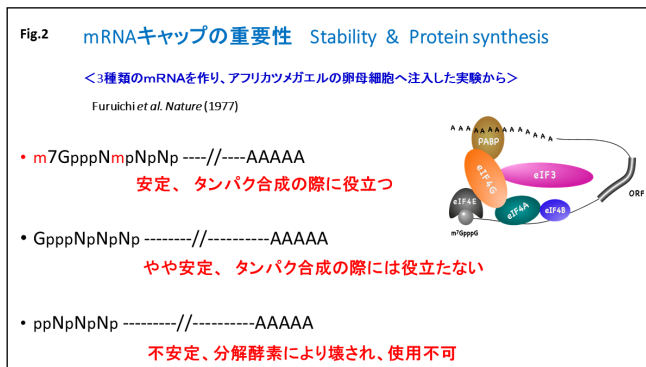 Fig.2 mRNAキャップの重要性 Stability & Protein synthesis
<3種類のmRNAを作り、アフリカツメガエルの卵母細胞へ注入した実験から>
Furuichi et al. Nature (1977)
• m7GpppNmpNpNp ----//----AAAAA
安定、 タンパク合成の際に役立つ
• GpppNpNpNp --------//----------AAAAA
やや安定、 タンパク合成の際には役立たない
• ppNpNpNp ---------//----------AAAAA
不安定、分解酵素により壊され、使用不可
PABP
A A A A A A A A A A A
eIF4G
eIF3
ORF
eIF4E
eIF4A
eIF4B
m⁷GpppG